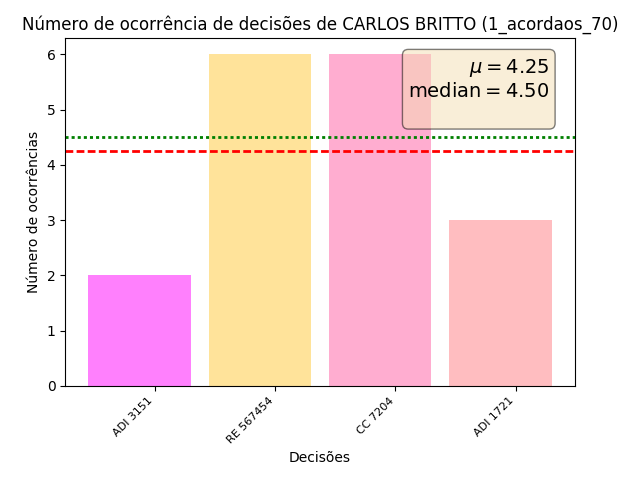 Número de ocorrência de decisões de CARLOS BRITTO (1_acordaos_70)
μ = 4.25
median = 4.50
Número de ocorrências
6
5
4
3
2
1
0
ADI 3151
RE 567454
CC 7204
ADI 1721
Decisões